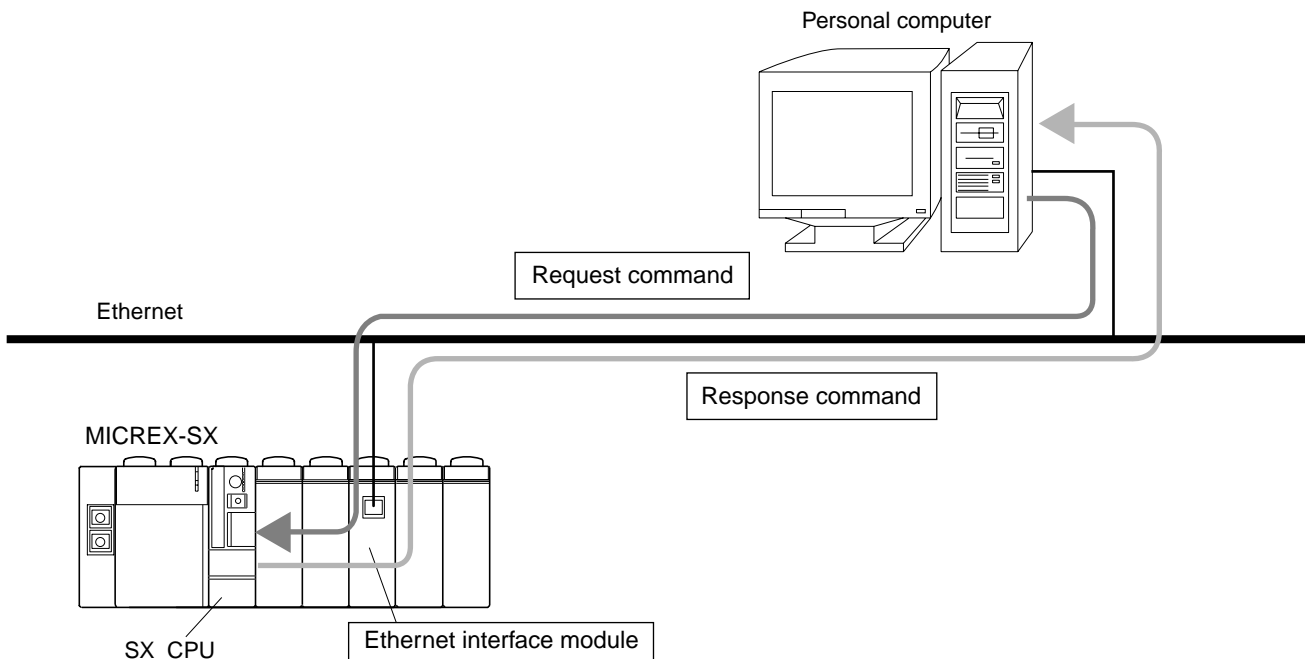 Personal computer
Request command
Ethernet
Response command
MICREX-SX
Ethernet interface module
SX CPU